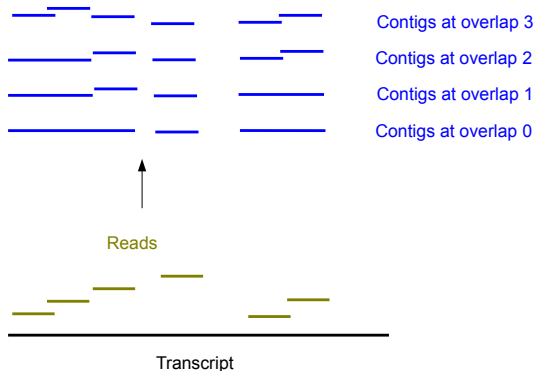 Contigs at overlap 3
Contigs at overlap 2
Contigs at overlap 1
Contigs at overlap 0
Reads
Transcript